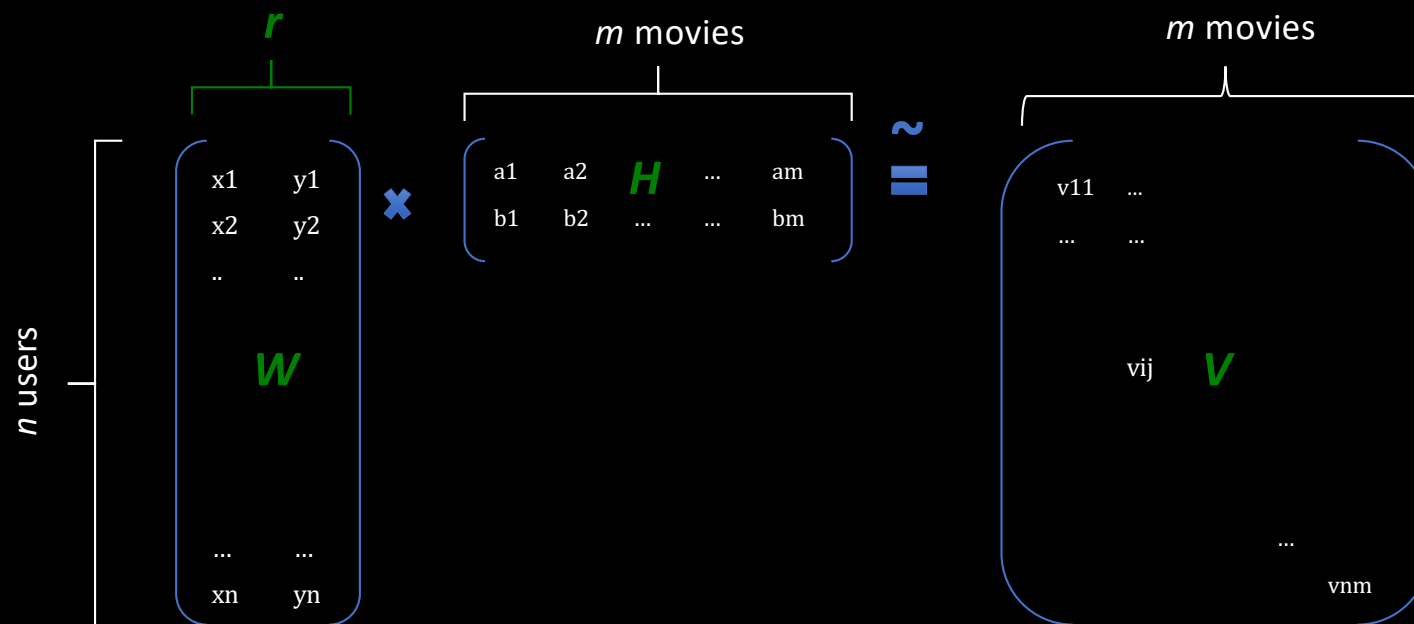 r
m movies
m movies
n users
x1 y1
x2 y2
.. ..
W
... ...
xn yn
×
a1 a2 H ... am
b1 b2 ... ... bm
~
=
v11 ...
... ...
vij V
...
vnm